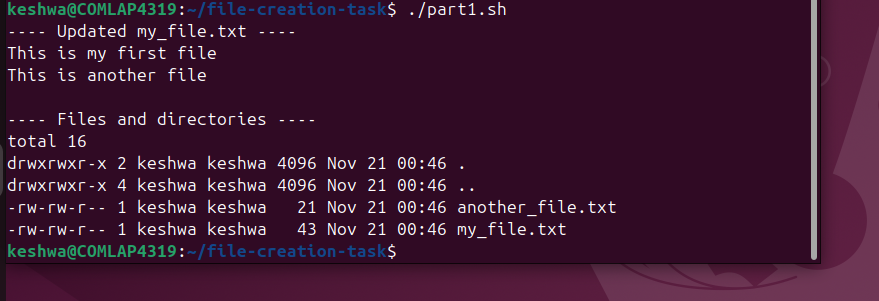 keshwa@COMLAP4319:~/file-creation-task$ ./part1.sh
---- Updated my_file.txt ----
This is my first file
This is another file

---- Files and directories ----
total 16
drwxrwxr-x 2 keshwa keshwa 4096 Nov 21 00:46 .
drwxrwxr-x 4 keshwa keshwa 4096 Nov 21 00:46 ..
-rw-rw-r-- 1 keshwa keshwa   21 Nov 21 00:46 another_file.txt
-rw-rw-r-- 1 keshwa keshwa   43 Nov 21 00:46 my_file.txt
keshwa@COMLAP4319:~/file-creation-task$